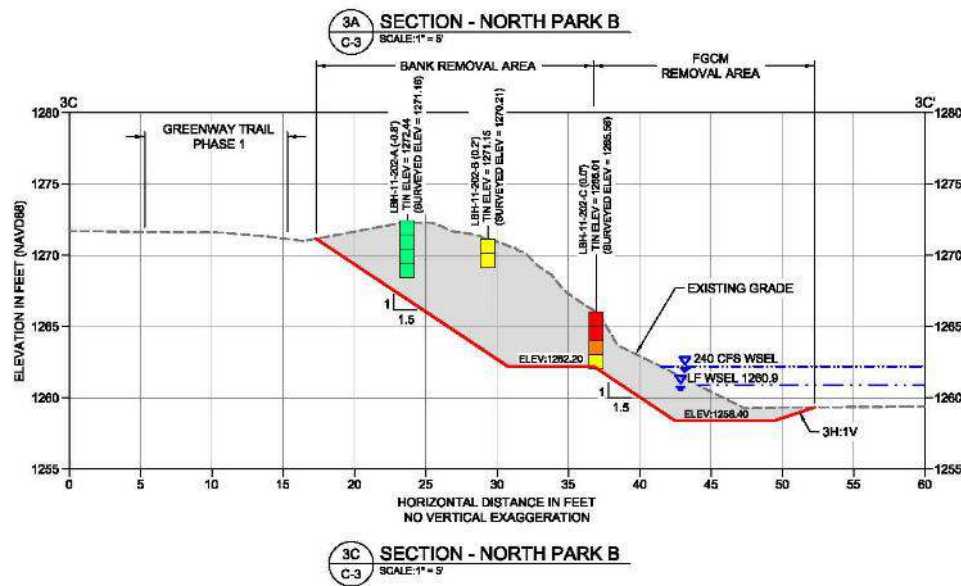 3A
C-3
SECTION - NORTH PARK B
SCALE:1" = 5'
BANK REMOVAL AREA
FGCM
REMOVAL AREA
3C
3C'
GREENWAY TRAIL
PHASE 1
LBH-11-202-A (-0.8')
TIN ELEV = 1272.44
(SURVEYED ELEV = 1271.16)
LBH-11-202-B (0.2')
TIN ELEV = 1271.15
(SURVEYED ELEV = 1270.21)
LBH-11-202-C (0.0')
TIN ELEV = 1266.01
(SURVEYED ELEV = 1265.56)
ELEVATION IN FEET (NAVD88)
1280
1275
1270
1265
1260
1255
1280
1275
1270
1265
1260
1255
EXISTING GRADE
1
1.5
ELEV:1262.20
240 CFS WSEL
LF WSEL 1260.9
1
1.5
ELEV:1258.40
3H:1V
0 5 10 15 20 25 30 35 40 45 50 55 60
HORIZONTAL DISTANCE IN FEET
NO VERTICAL EXAGGERATION
3C
C-3
SECTION - NORTH PARK B
SCALE:1" = 5'